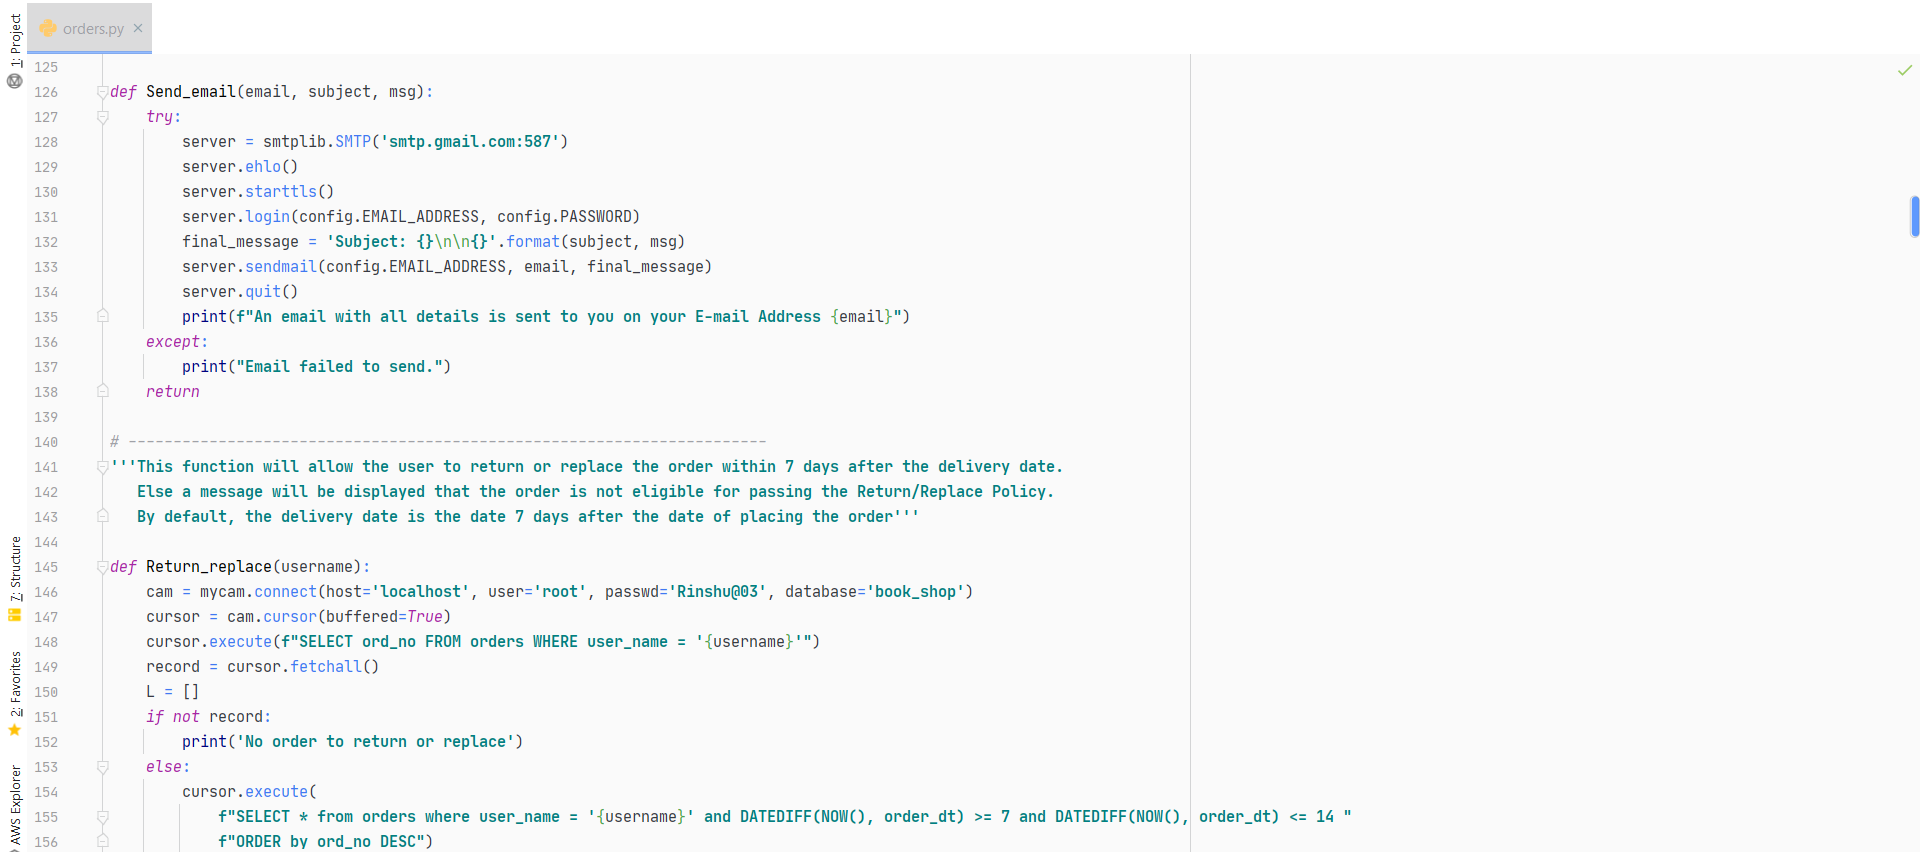 1: Project
orders.py
125
126 def Send_email(email, subject, msg):
127 try:
128 server = smtplib.SMTP('smtp.gmail.com:587')
129 server.ehlo()
130 server.starttls()
131 server.login(config.EMAIL_ADDRESS, config.PASSWORD)
132 final_message = 'Subject: {}\n\n{}'.format(subject, msg)
133 server.sendmail(config.EMAIL_ADDRESS, email, final_message)
134 server.quit()
135 print(f"An email with all details is sent to you on your E-mail Address {email}")
136 except:
137 print("Email failed to send.")
138 return
139
140 # -----------------------------------------------------------------------
141 '''This function will allow the user to return or replace the order within 7 days after the delivery date.
142 Else a message will be displayed that the order is not eligible for passing the Return/Replace Policy.
143 By default, the delivery date is the date 7 days after the date of placing the order'''
144
145 def Return_replace(username):
146 cam = mycam.connect(host='localhost', user='root', passwd='Rinshu@03', database='book_shop')
147 cursor = cam.cursor(buffered=True)
148 cursor.execute(f"SELECT ord_no FROM orders WHERE user_name = '{username}'")
149 record = cursor.fetchall()
150 L = []
151 if not record:
152 print('No order to return or replace')
153 else:
154 cursor.execute(
155 f"SELECT * from orders where user_name = '{username}' and DATEDIFF(NOW(), order_dt) >= 7 and DATEDIFF(NOW(), order_dt) <= 14 "
156 f"ORDER by ord_no DESC")
7: Structure
2: Favorites
AWS Explorer